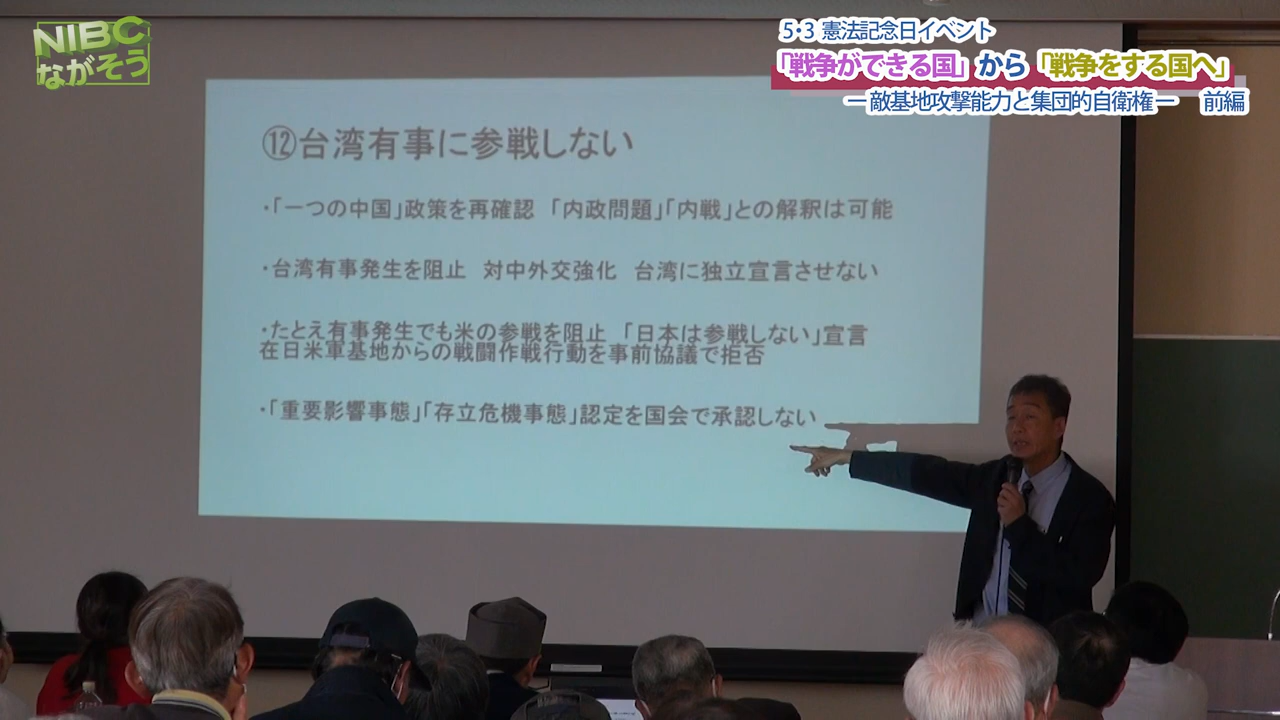 NIBC
ながそう
5・3 憲法記念日イベント
「戦争ができる国」から「戦争をする国へ」
ー敵基地攻撃能力と集団的自衛権ー 前編
⑫台湾有事に参戦しない
・「一つの中国」政策を再確認 「内政問題」「内戦」との解釈は可能
・台湾有事発生を阻止 対中外交強化 台湾に独立宣言させない
・たとえ有事発生でも米の参戦を阻止 「日本は参戦しない」宣言
在日米軍基地からの戦闘作戦行動を事前協議で拒否
・「重要影響事態」「存立危機事態」認定を国会で承認しない